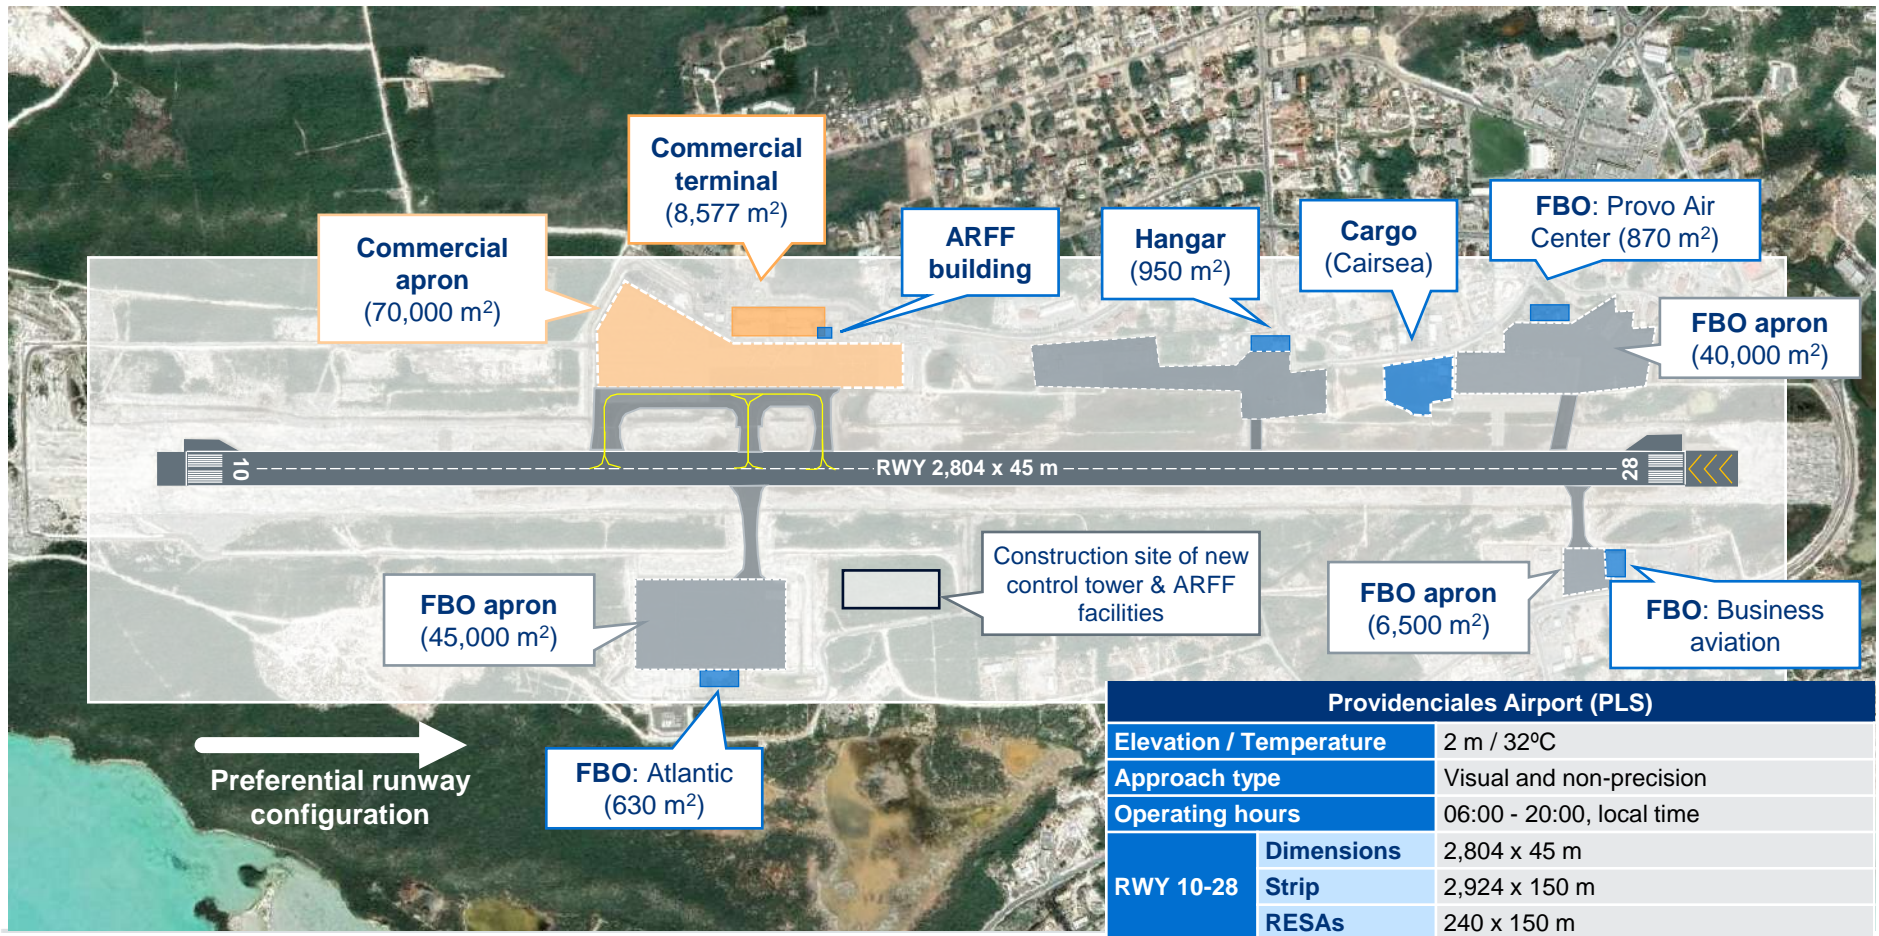 Commercial
terminal
(8,577 m²)
Commercial
apron
(70,000 m²)
ARFF
building
Hangar
(950 m²)
Cargo
(Cairsea)
FBO: Provo Air
Center (870 m²)
FBO apron
(40,000 m²)
10
RWY 2,804 x 45 m
28
FBO apron
(45,000 m²)
Construction site of new
control tower & ARFF
facilities
FBO apron
(6,500 m²)
FBO: Business
aviation
Preferential runway
configuration
FBO: Atlantic
(630 m²)
Providenciales Airport (PLS)
Elevation / Temperature 2 m / 32ºC
Approach type Visual and non-precision
Operating hours 06:00 - 20:00, local time
RWY 10-28
Dimensions 2,804 x 45 m
Strip 2,924 x 150 m
RESAs 240 x 150 m